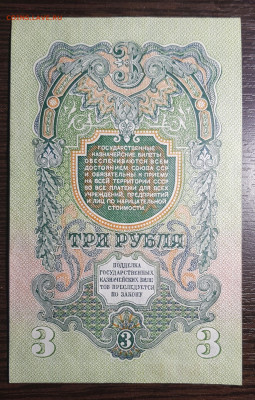 3
ГОСУДАРСТВЕННЫЕ
КАЗНАЧЕЙСКИЕ БИЛЕТЫ
ОБЕСПЕЧИВАЮТСЯ ВСЕМ
ДОСТОЯНИЕМ СОЮЗА ССР
И ОБЯЗАТЕЛЬНЫ К ПРИЕМУ
НА ВСЕЙ ТЕРРИТОРИИ СССР
ВО ВСЕ ПЛАТЕЖИ ДЛЯ ВСЕХ
УЧРЕЖДЕНИЙ, ПРЕДПРИЯТИЙ
И ЛИЦ ПО НАРИЦАТЕЛЬНОЙ
СТОИМОСТИ.
ТРИ РУБЛЯ
ПОДДЕЛКА
ГОСУДАРСТВЕННЫХ
КАЗНАЧЕЙСКИХ БИЛЕ
ТОВ ПРЕСЛЕДУЕТСЯ
ПО ЗАКОНУ
3 3 3